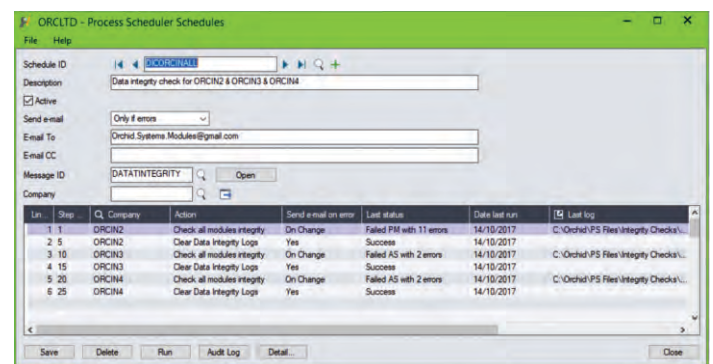 ORCLTD - Process Scheduler Schedules
File Help
Schedule ID DICORCINALL
Description Data integrity check for ORCIN2 & ORCIN3 & ORCIN4
Active
Send e-mail Only if errors
E-mail To Orchid.Systems.Modules@gmail.com
E-mail CC
Message ID DATATINTEGRITY Open
Company
Lin... Step ... Company Action Send e-mail on error Last status Date last run Last log
1 1 ORCIN2 Check all modules integrity On Change Failed PM with 11 errors 14/10/2017 C:\Orchid\PS Files\Integrity Checks\...
2 5 ORCIN2 Clear Data Integrity Logs Yes Success 14/10/2017
3 10 ORCIN3 Check all modules integrity On Change Failed AS with 2 errors 14/10/2017 C:\Orchid\PS Files\Integrity Checks\...
4 15 ORCIN3 Clear Data Integrity Logs Yes Success 14/10/2017
5 20 ORCIN4 Check all modules integrity On Change Failed AS with 2 errors 14/10/2017 C:\Orchid\PS Files\Integrity Checks\...
6 25 ORCIN4 Clear Data Integrity Logs Yes Success 14/10/2017
Save Delete Run Audit Log Detail... Close